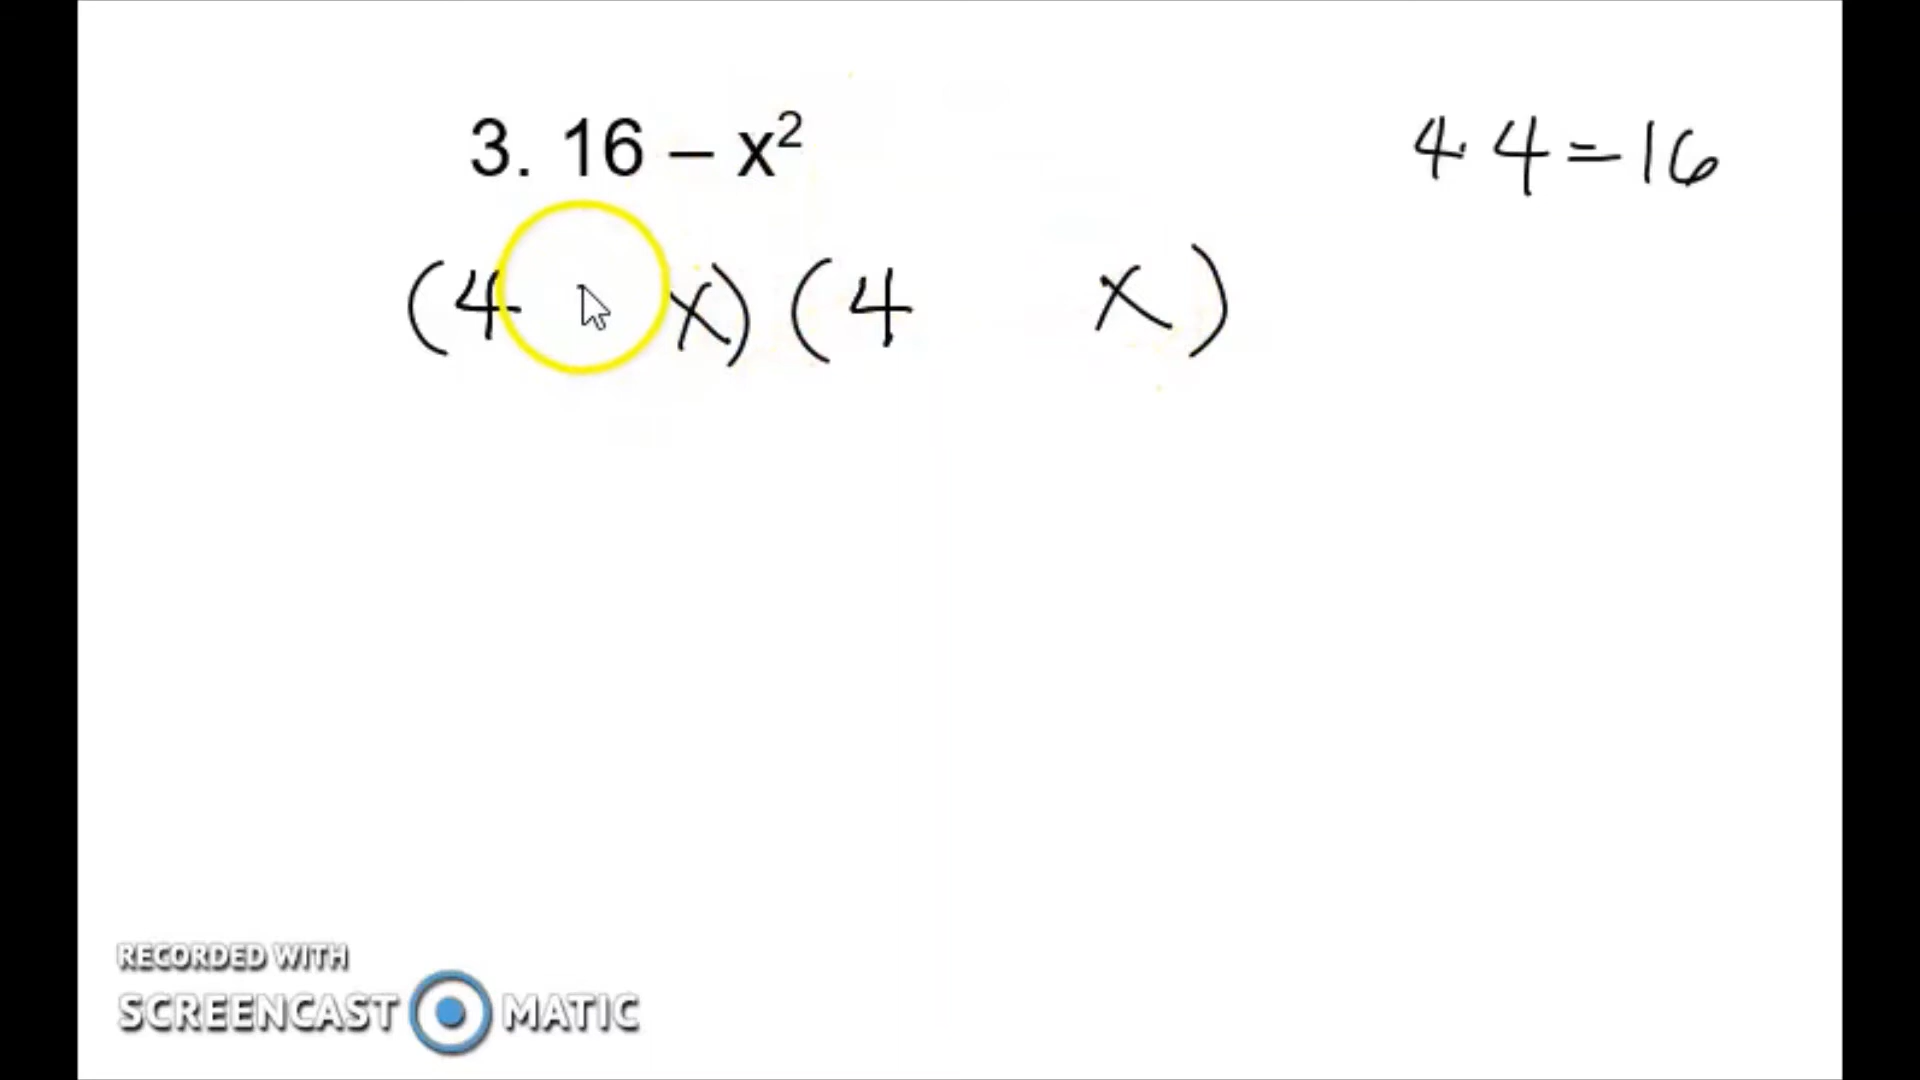 3. 16 – x²
4·4=16
(4 x)(4 x)
RECORDED WITH
SCREENCAST MATIC